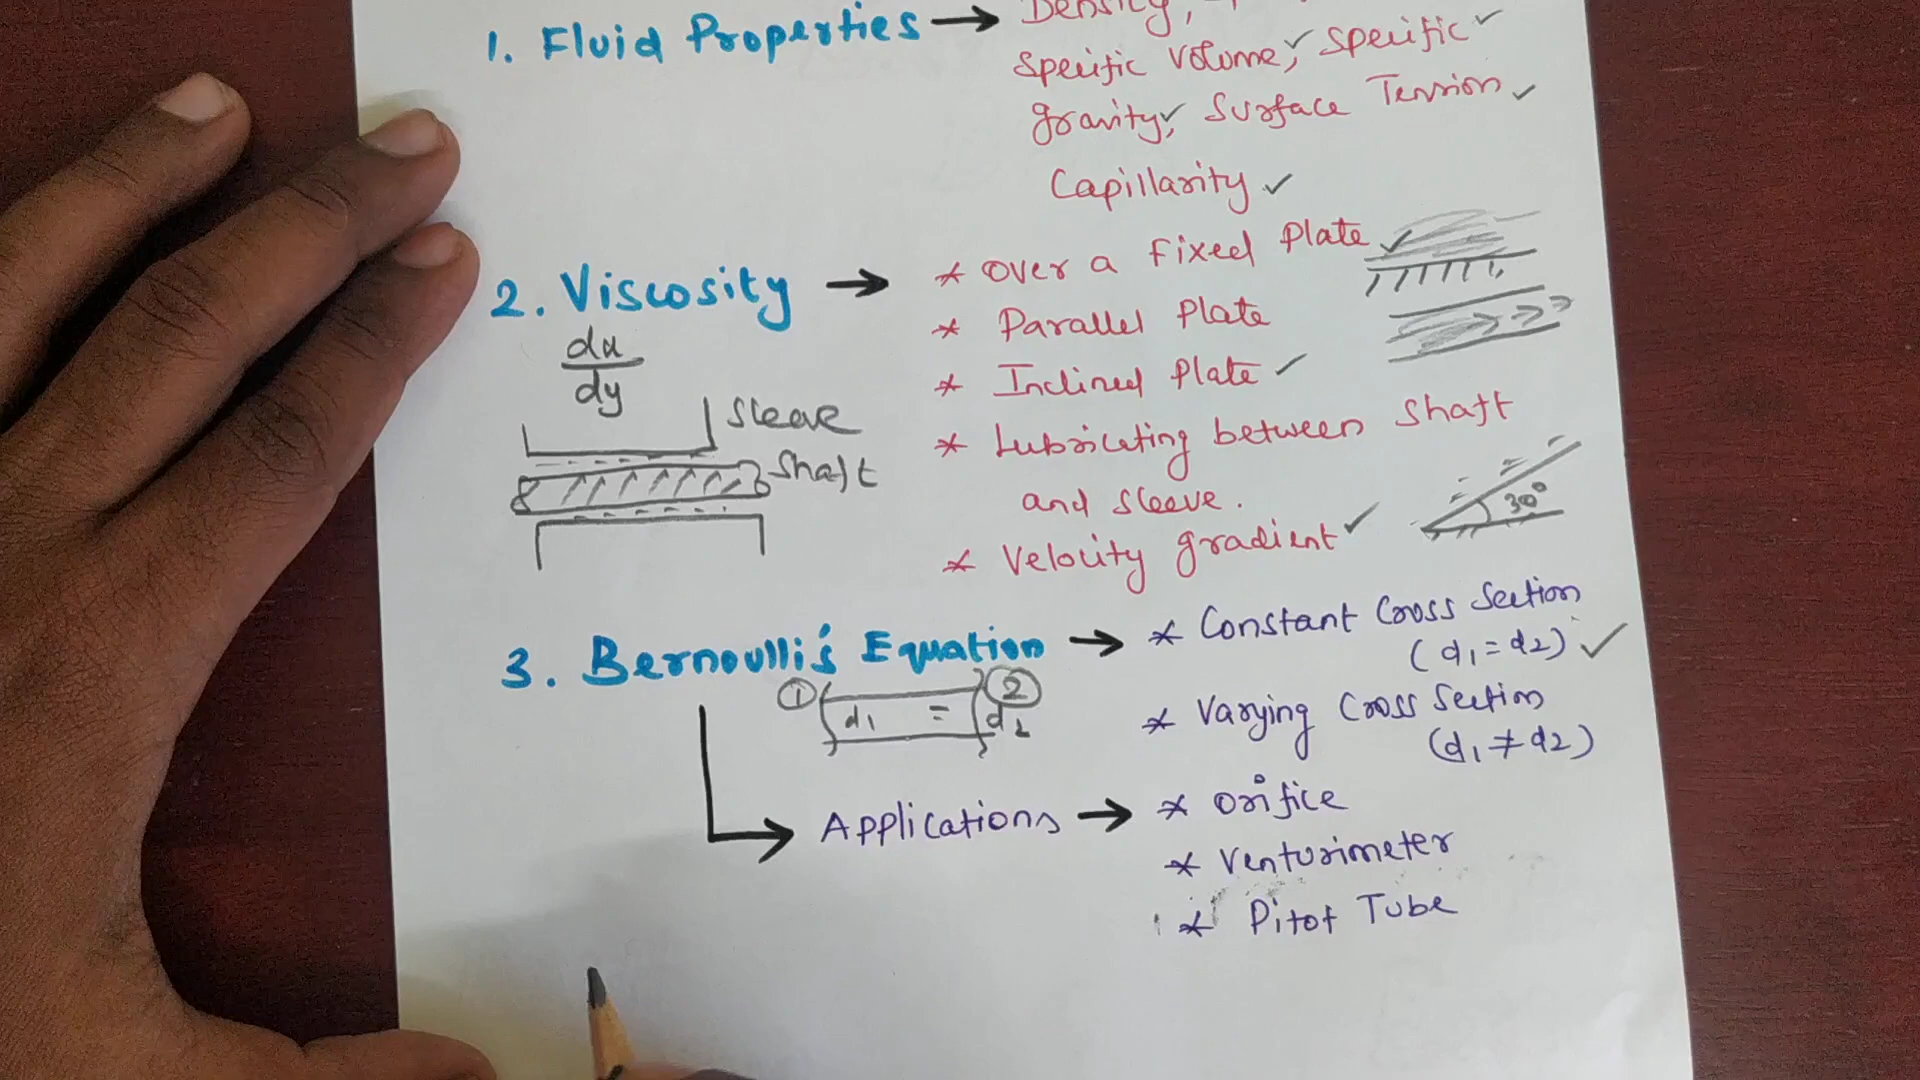 1. Fluid Properties → Density,
Specific Volume, Specific
gravity, Surface Tension
Capillarity
2. Viscosity → * Over a Fixed Plate
* Parallel Plate
* Inclined Plate
* Lubricating between Shaft
and Sleeve.
* Velocity gradient
du
dy
Sleeve
Shaft
30°
3. Bernoulli's Equation → * Constant Cross Section
(d1 = d2)
* Varying Cross Section
(d1 ≠ d2)
① d1 = d2 ②
Applications → * Orifice
* Venturimeter
* Pitot Tube